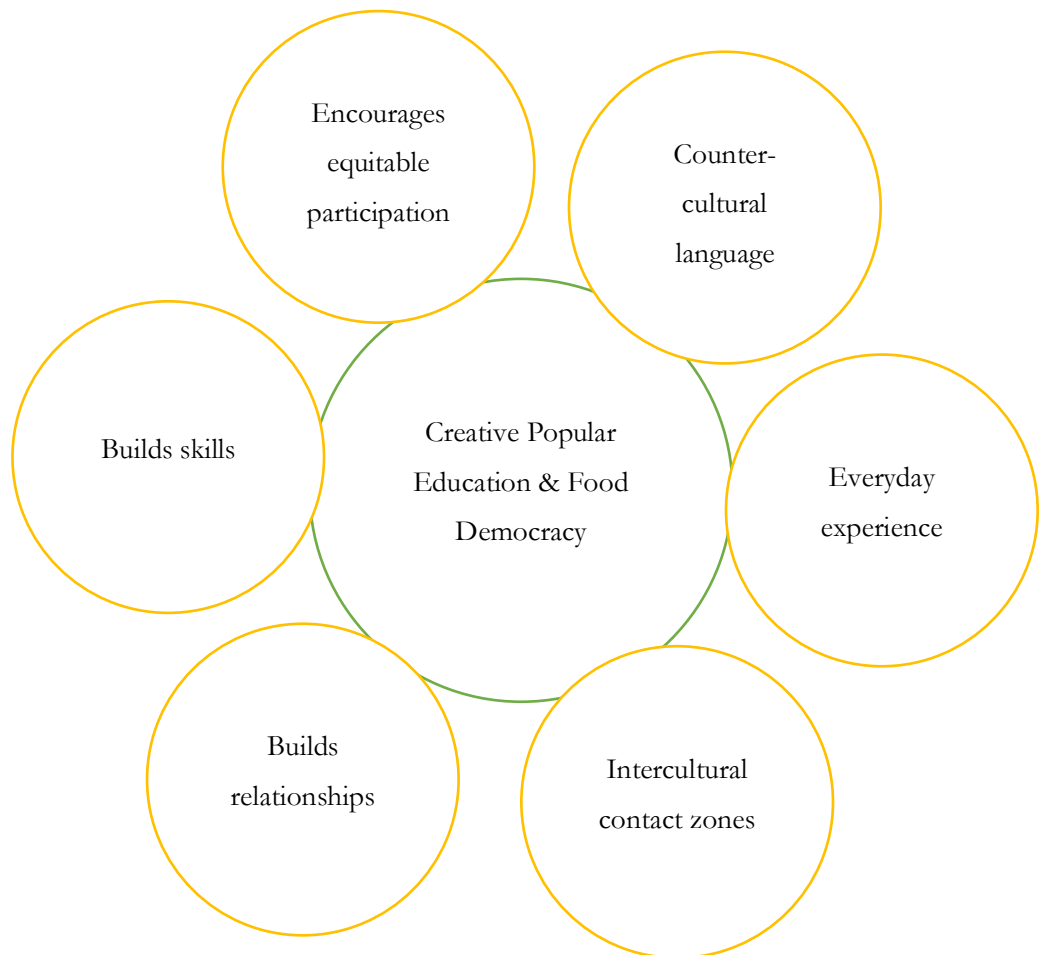 Encourages
equitable
participation
Counter-
cultural
language
Builds skills
Creative Popular
Education & Food
Democracy
Everyday
experience
Builds
relationships
Intercultural
contact zones